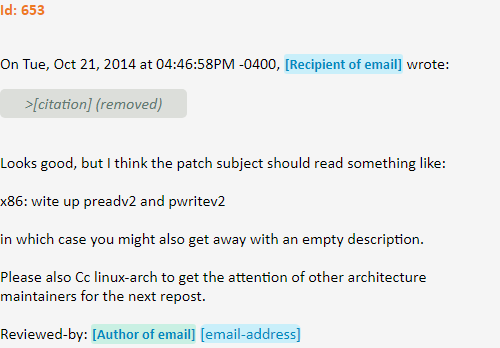 Id: 653
On Tue, Oct 21, 2014 at 04:46:58PM -0400, [Recipient of email] wrote:
>[citation] (removed)
Looks good, but I think the patch subject should read something like:
x86: wite up preadv2 and pwritev2
in which case you might also get away with an empty description.
Please also Cc linux-arch to get the attention of other architecture
maintainers for the next repost.
Reviewed-by: [Author of email] [email-address]